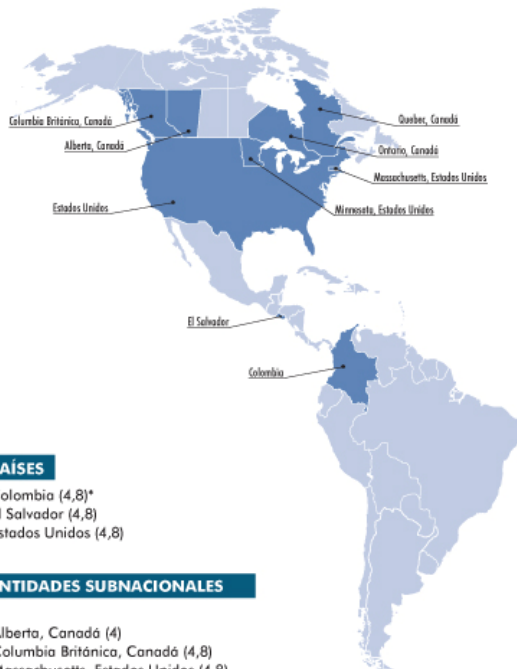 Columbia Británica, Canadá
Quebec, Canadá
Alberta, Canadá
Ontario, Canadá
Massachusetts, Estados Unidos
Estados Unidos
Minnesota, Estados Unidos
El Salvador
Colombia
AÍSES
olombia (4,8)*
l Salvador (4,8)
stados Unidos (4,8)
NTIDADES SUBNACIONALES
lberta, Canadá (4)
olumbia Británica, Canadá (4,8)